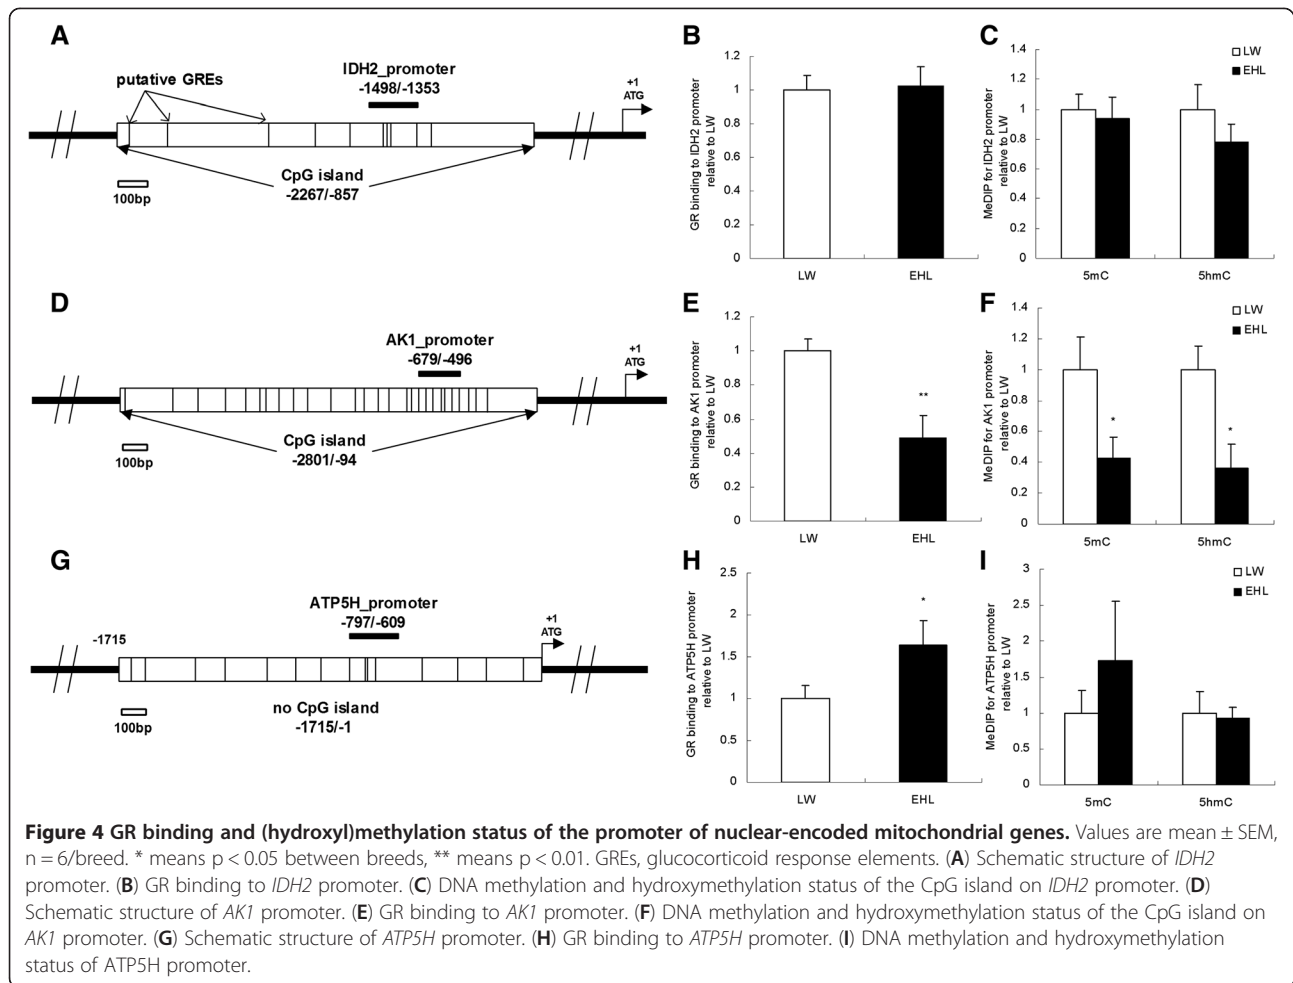 A
putative GREs
IDH2_promoter
-1498/-1353
+1
ATG
CpG island
-2267/-857
100bp
B
GR binding to IDH2 promoter
relative to LW
1.2
1
0.8
0.6
0.4
0.2
0
LW
EHL
C
MeDIP for IDH2 promoter
relative to LW
1.4
1.2
1
0.8
0.6
0.4
0.2
0
LW
EHL
5mC
5hmC
D
AK1_promoter
-679/-496
+1
ATG
CpG island
-2801/-94
100bp
E
GR binding to AK1 promoter
relative to LW
1.2
1
0.8
0.6
0.4
0.2
0
**
LW
EHL
F
MeDIP for AK1 promoter
relative to LW
1.4
1.2
1
0.8
0.6
0.4
0.2
0
LW
EHL
*
*
5mC
5hmC
G
ATP5H_promoter
-797/-609
-1715
+1
ATG
no CpG island
-1715/-1
100bp
H
GR binding to ATP5H promoter
relative to LW
2.5
2
1.5
1
0.5
0
*
LW
EHL
I
MeDIP for ATP5H promoter
relative to LW
3
2.5
2
1.5
1
0.5
0
LW
EHL
5mC
5hmC
Figure 4 GR binding and (hydroxyl)methylation status of the promoter of nuclear-encoded mitochondrial genes. Values are mean ± SEM,
n = 6/breed. * means p < 0.05 between breeds, ** means p < 0.01. GREs, glucocorticoid response elements. (A) Schematic structure of IDH2
promoter. (B) GR binding to IDH2 promoter. (C) DNA methylation and hydroxymethylation status of the CpG island on IDH2 promoter. (D)
Schematic structure of AK1 promoter. (E) GR binding to AK1 promoter. (F) DNA methylation and hydroxymethylation status of the CpG island on
AK1 promoter. (G) Schematic structure of ATP5H promoter. (H) GR binding to ATP5H promoter. (I) DNA methylation and hydroxymethylation
status of ATP5H promoter.